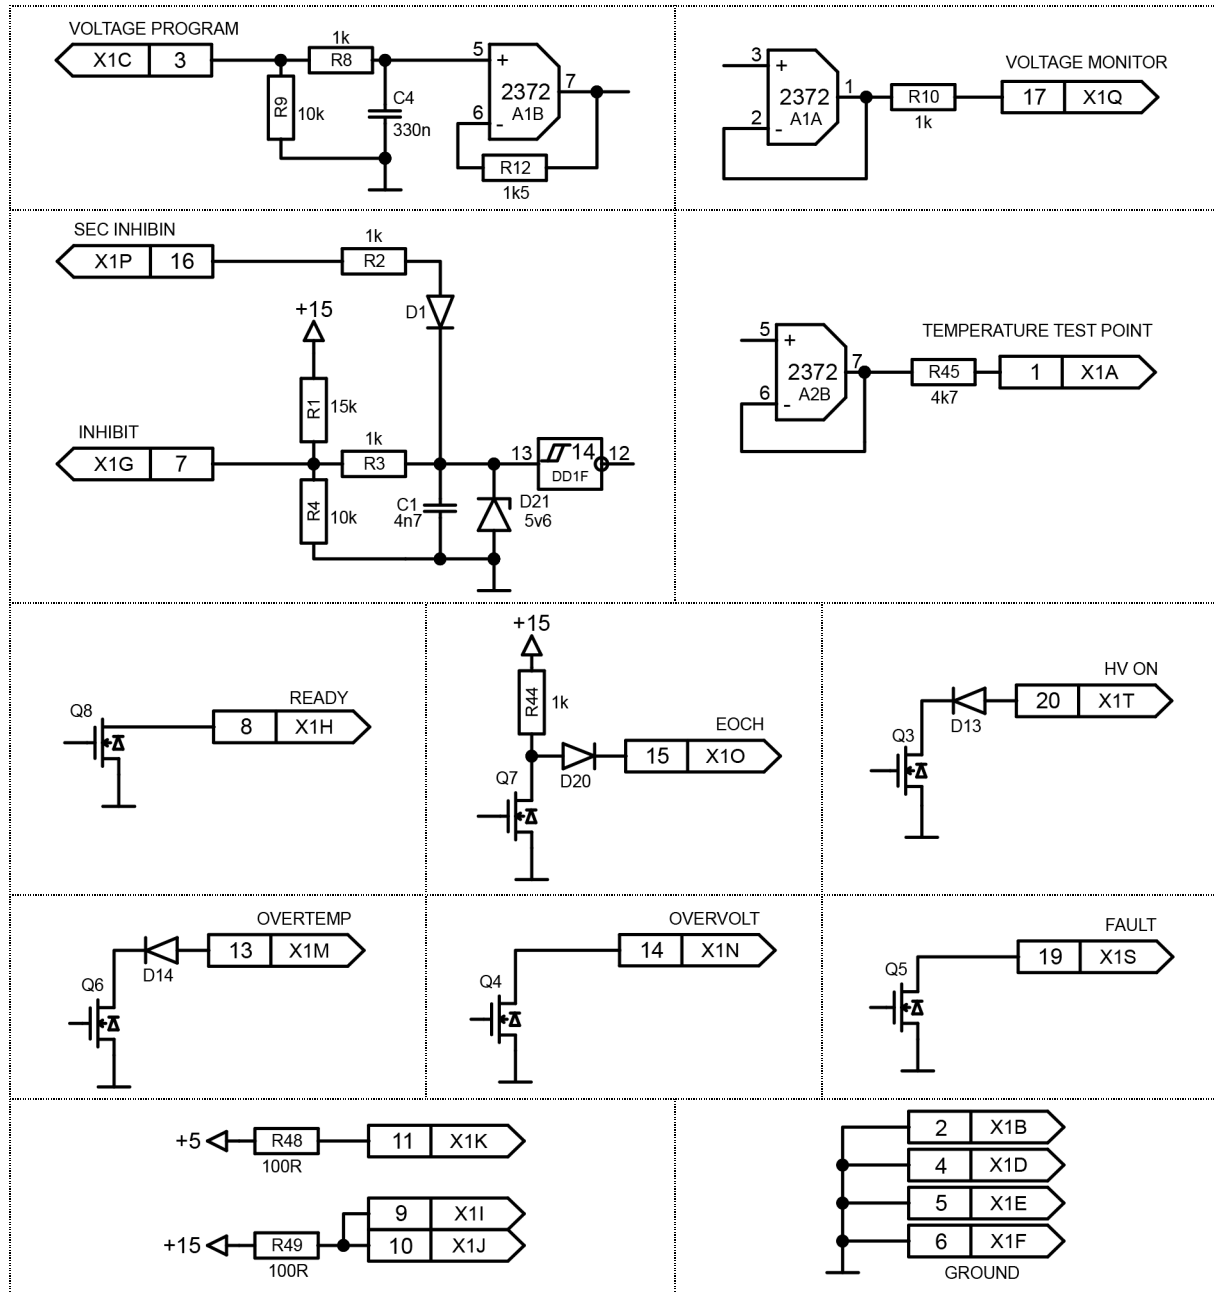 VOLTAGE PROGRAM
X1C 3
1k
R8
R9
10k
C4
330n
5
+
2372
A1B
7
6
-
R12
1k5
3
+
2372
A1A
1
2
-
R10
1k
VOLTAGE MONITOR
17 X1Q
SEC INHIBIN
X1P 16
1k
R2
D1
+15
R1
15k
INHIBIT
X1G 7
1k
R3
R4
10k
C1
4n7
13
14
DD1F
12
D21
5v6
5
+
2372
A2B
7
6
-
TEMPERATURE TEST POINT
R45
4k7
1 X1A
Q8
READY
8 X1H
+15
R44
1k
EOCH
D20
15 X1O
Q7
HV ON
D13
20 X1T
Q3
OVERTEMP
D14
13 X1M
Q6
OVERVOLT
14 X1N
Q4
FAULT
19 X1S
Q5
+5
R48
100R
11 X1K
+15
R49
100R
9 X1I
10 X1J
2 X1B
4 X1D
5 X1E
6 X1F
GROUND